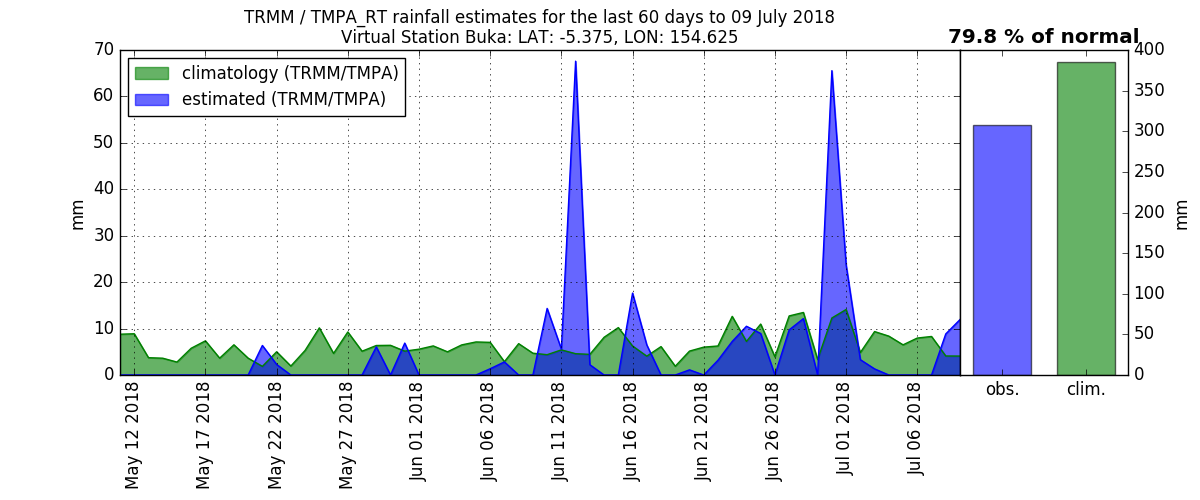 TRMM / TMPA_RT rainfall estimates for the last 60 days to 09 July 2018
Virtual Station Buka: LAT: -5.375, LON: 154.625
79.8 % of normal
climatology (TRMM/TMPA)
estimated (TRMM/TMPA)
mm
70
60
50
40
30
20
10
0
May 12 2018
May 17 2018
May 22 2018
May 27 2018
Jun 01 2018
Jun 06 2018
Jun 11 2018
Jun 16 2018
Jun 21 2018
Jun 26 2018
Jul 01 2018
Jul 06 2018
obs.
clim.
400
350
300
250
200
150
100
50
0
mm